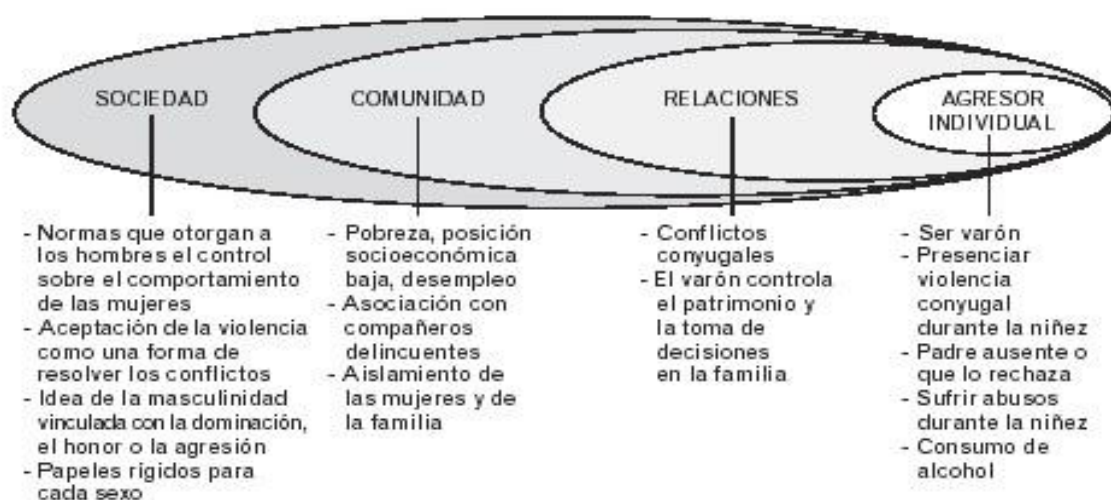 SOCIEDAD
COMUNIDAD
RELACIONES
AGRESOR
INDIVIDUAL
- Normas que otorgan a
los hombres el control
sobre el comportamiento
de las mujeres
- Aceptación de la violencia
como una forma de
resolver los conflictos
- Idea de la masculinidad
vinculada con la dominación,
el honor o la agresión
- Papeles rígidos para
cada sexo
- Pobreza, posición
socioeconómica
baja, desempleo
- Asociación con
compañeros
delincuentes
- Aislamiento de
las mujeres y de
la familia
- Conflictos
conyugales
- El varón controla
el patrimonio y
la toma de
decisiones
en la familia
- Ser varón
- Presenciar
violencia
conyugal
durante la niñez
- Padre ausente o
que lo rechaza
- Sufrir abusos
durante la niñez
- Consumo de
alcohol